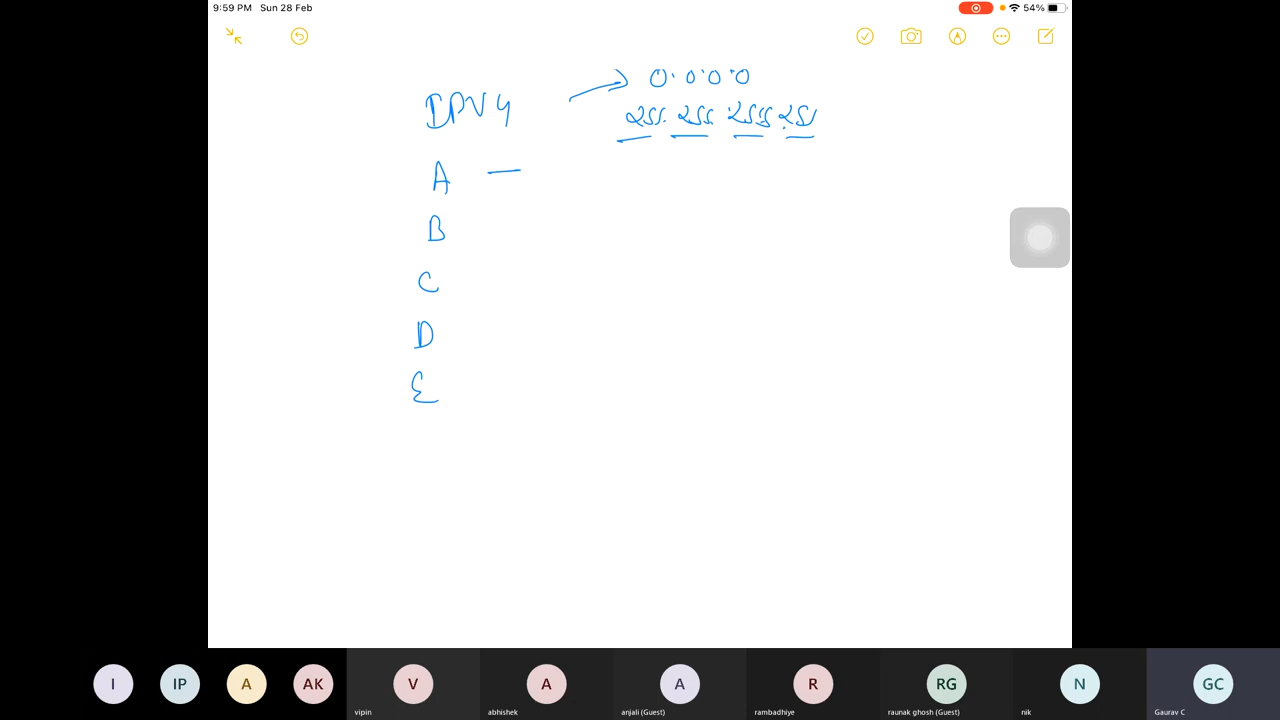 9:59 PM Sun 28 Feb 54%
0.0.0.0
IPV4
255.255.255.255
A —
B
C
D
E
I IP A AK V A A R RG N GC
vipin abhishek anjali (Guest) rambadhiye raunak ghosh (Guest) nik Gaurav C